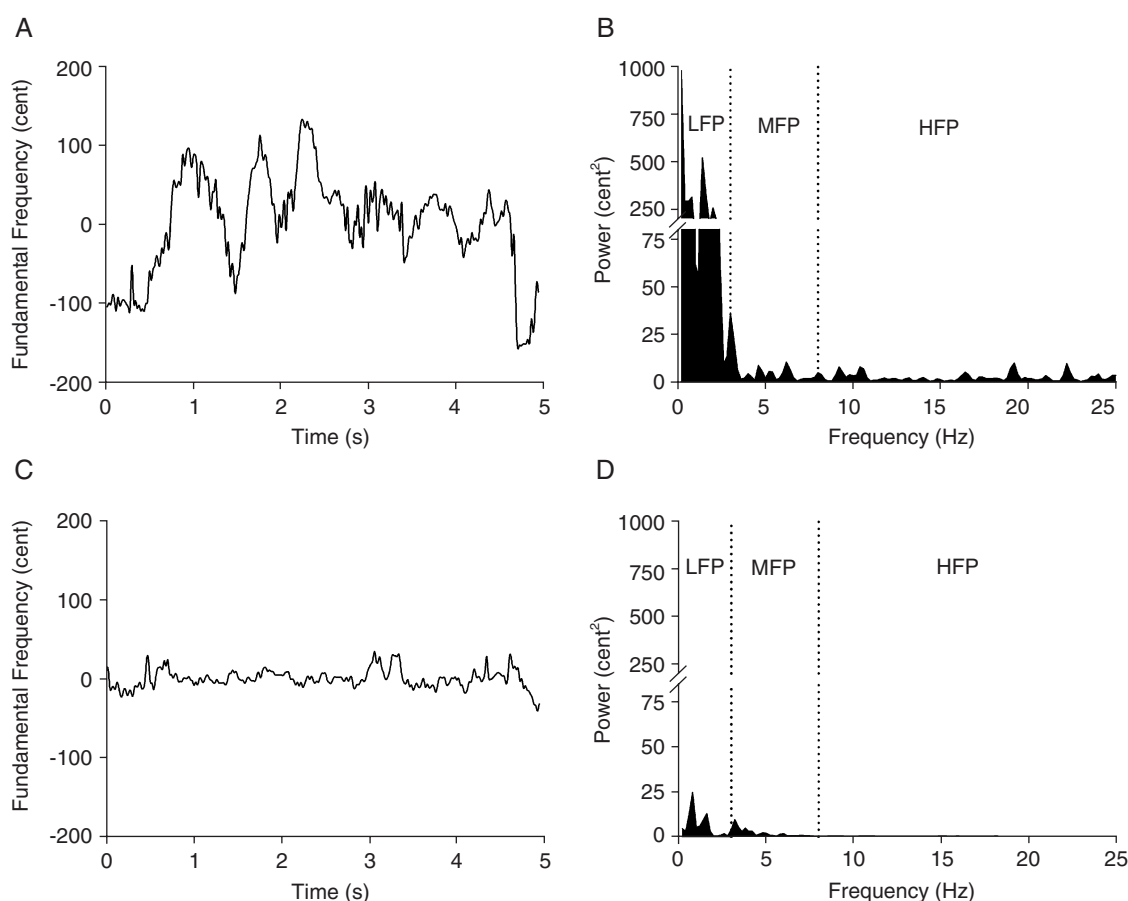 A
Fundamental Frequency (cent)
200
100
0
-100
-200
0 1 2 3 4 5
Time (s)
B
Power (cent²)
1000
750
500
250
75
50
25
0
LFP MFP HFP
0 5 10 15 20 25
Frequency (Hz)
C
Fundamental Frequency (cent)
200
100
0
-100
-200
0 1 2 3 4 5
Time (s)
D
Power (cent²)
1000
750
500
250
75
50
25
0
LFP MFP HFP
0 5 10 15 20 25
Frequency (Hz)